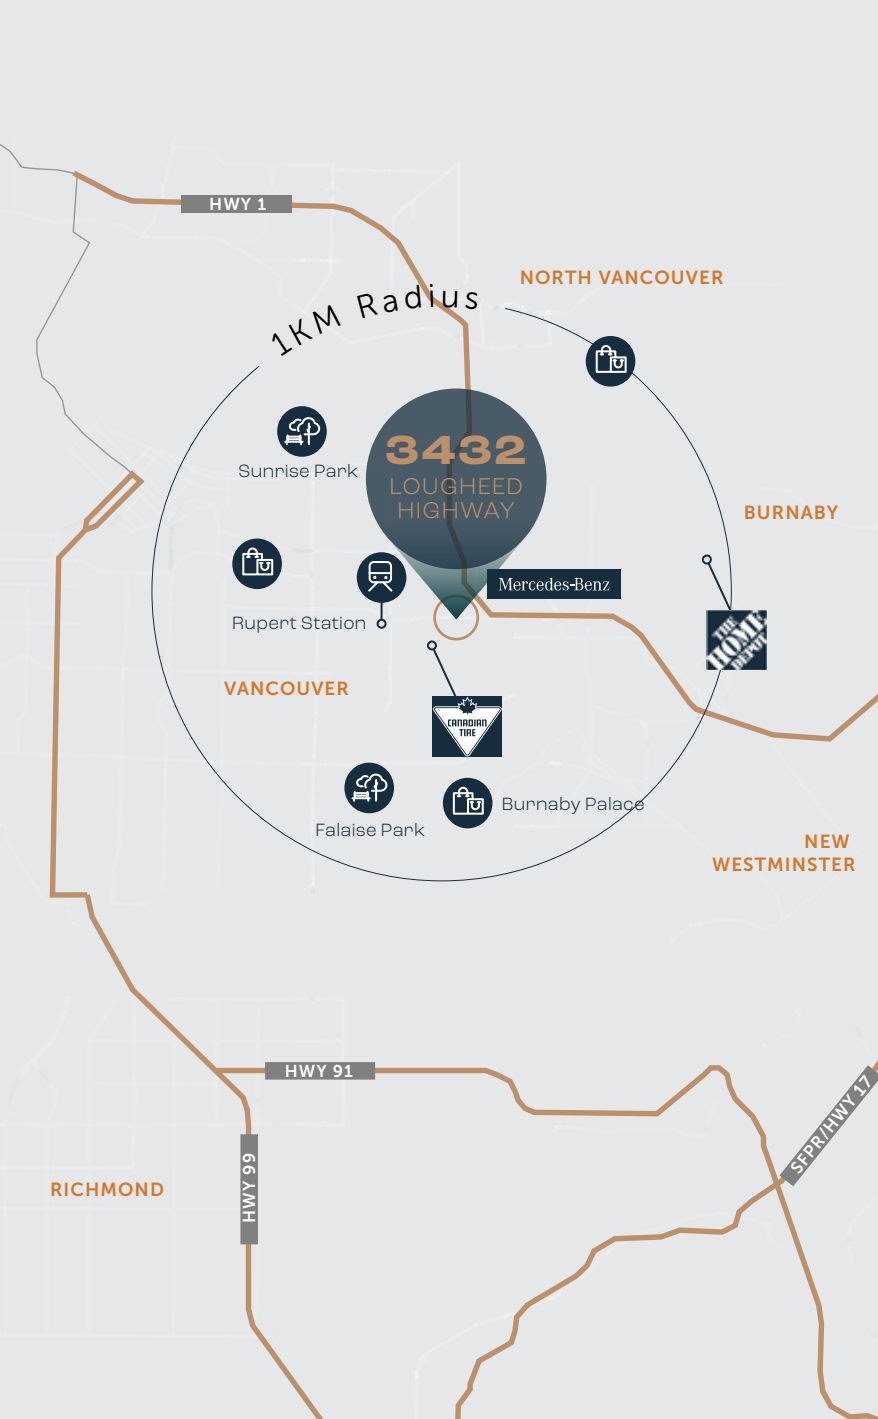 HWY 1
NORTH VANCOUVER
1KM Radius
3432
LOUGHEED
HIGHWAY
Sunrise Park
BURNABY
Mercedes-Benz
Rupert Station
THE
HOME
DEPOT
VANCOUVER
CANADIAN
TIRE
Burnaby Palace
Falaise Park
NEW
WESTMINSTER
HWY 91
SFPR/HWY 17
HWY 99
RICHMOND